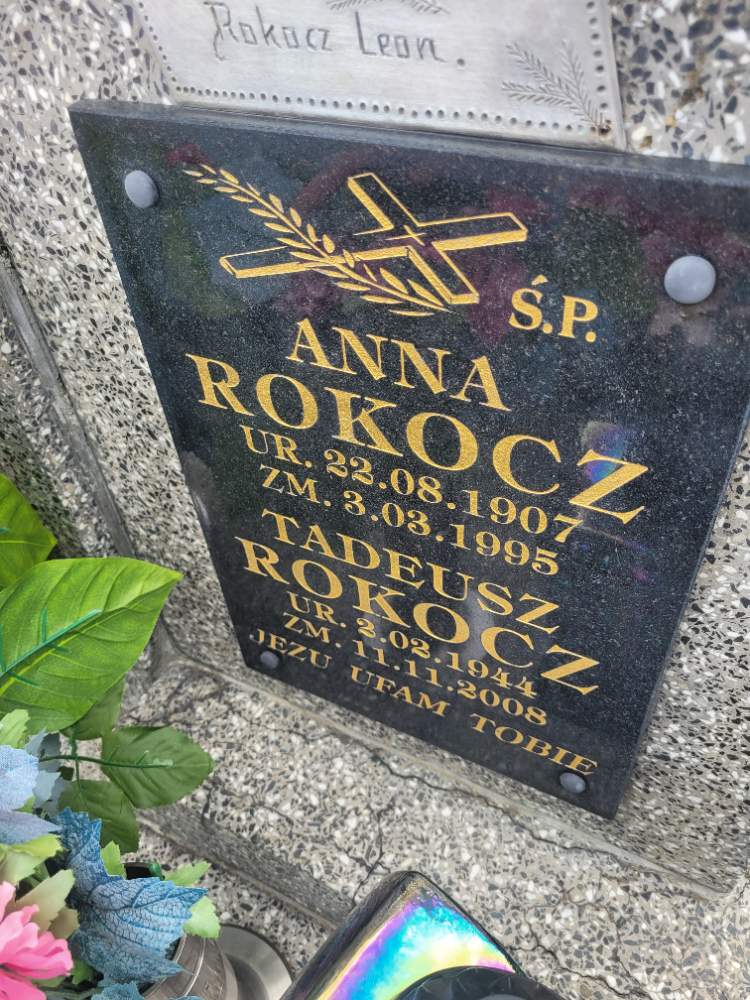 Rokocz Leon.
Ś.P.
ANNA
ROKOCZ
UR. 22.08.1907
ZM. 3.03.1995
TADEUSZ
ROKOCZ
UR. 2.02.1944
ZM. 11.11.2008
JEZU UFAM TOBIE